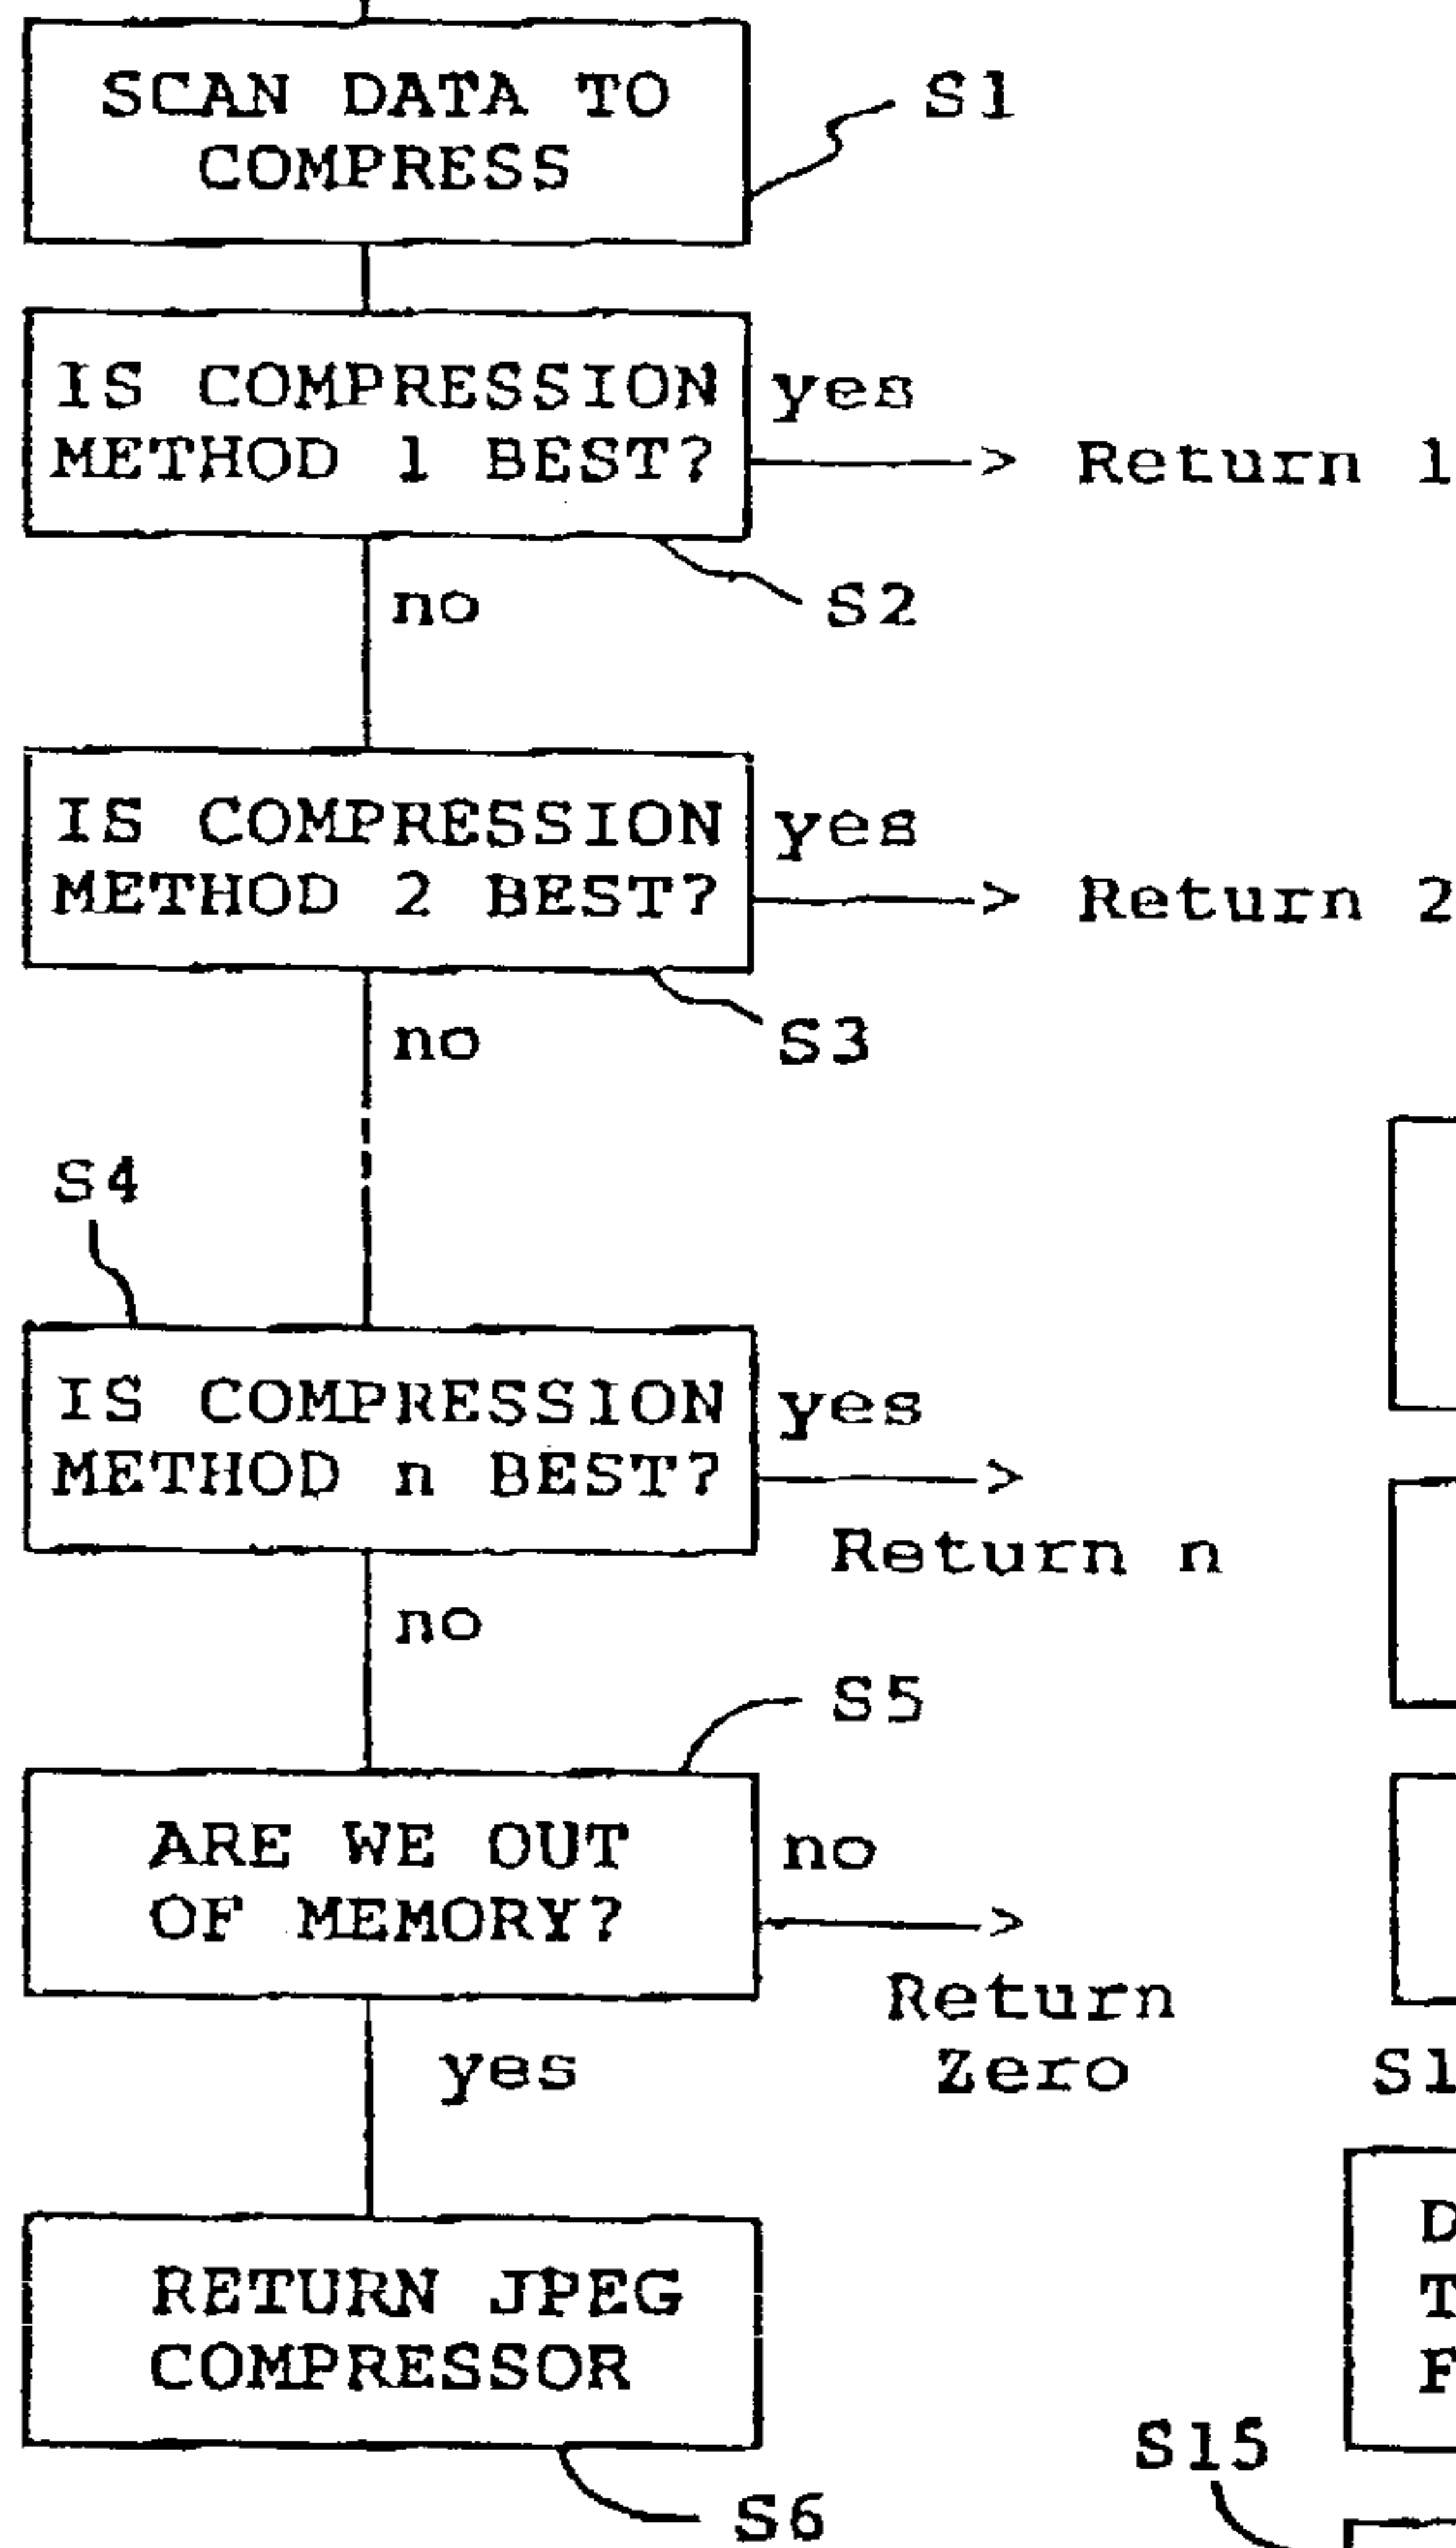 SCAN DATA TO
COMPRESS
S1
IS COMPRESSION
METHOD 1 BEST?
yes
Return 1
no
S2
IS COMPRESSION
METHOD 2 BEST?
yes
Return 2
no
S3
S4
IS COMPRESSION
METHOD n BEST?
yes
Return n
no
S5
ARE WE OUT
OF MEMORY?
no
Return
Zero
yes
RETURN JPEG
COMPRESSOR
S6
S15